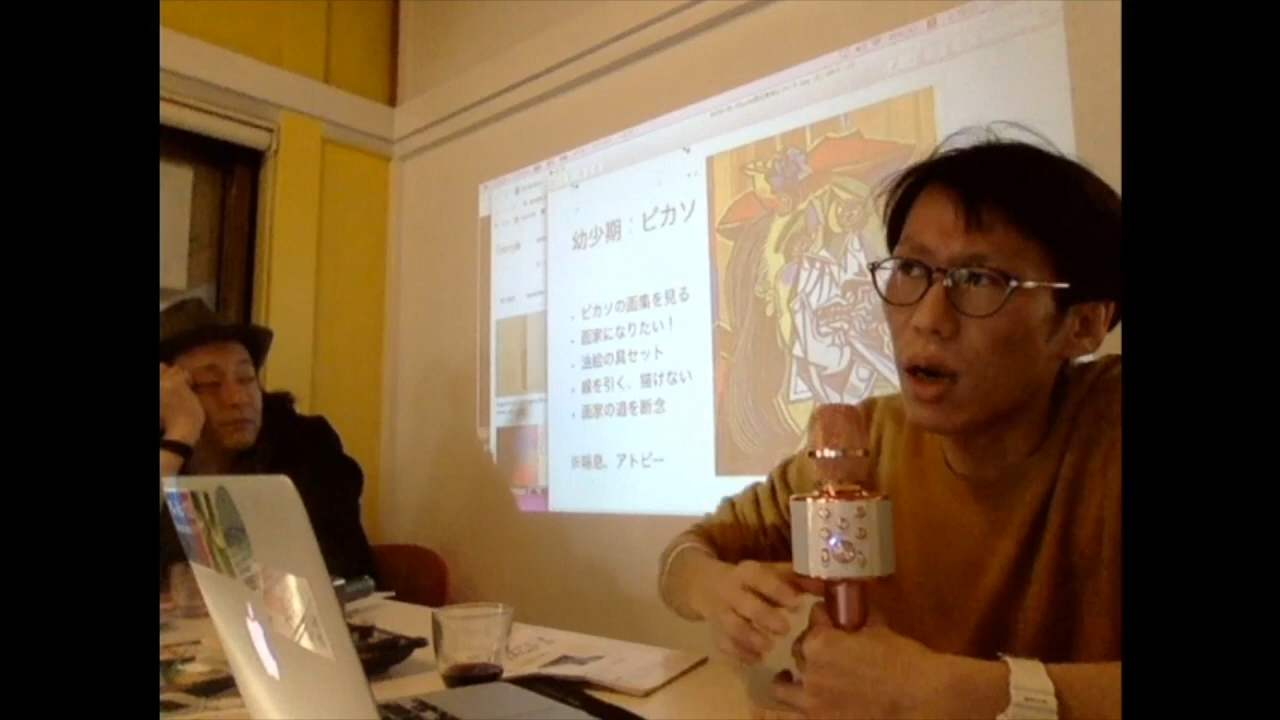 幼少期：ピカソ
・ピカソの画集を見る
・画家になりたい！
・油絵の具セット
・線を引く、描けない
・画家の道を断念
※喘息、アトピー